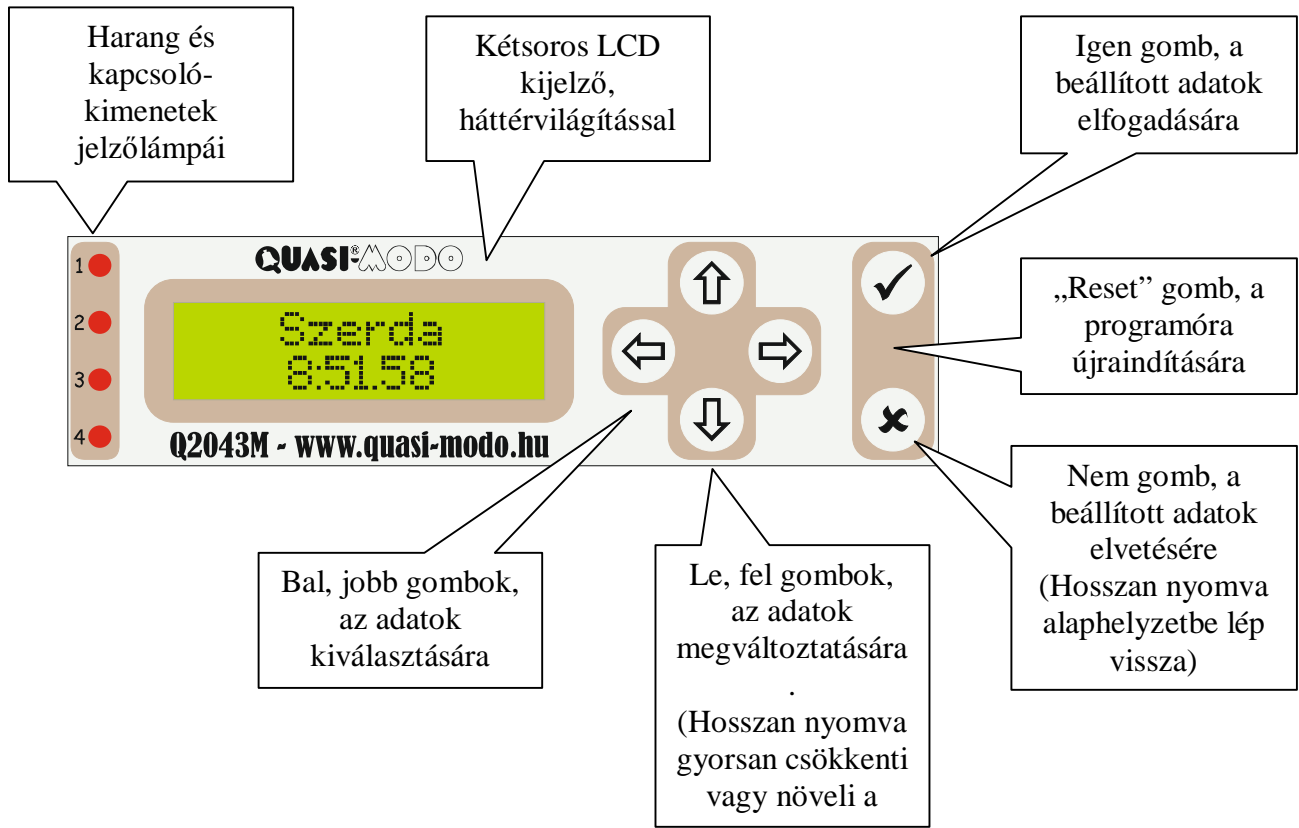 Harang és
kapcsoló-
kimenetek
jelzőlámpái
Kétsoros LCD
kijelző,
háttérvilágítással
Igen gomb, a
beállított adatok
elfogadására
QUASI®-MODO
1
2
3
4
Szerda
8:51.58
Q2043M - www.quasi-modo.hu
„Reset” gomb, a
programóra
újraindítására
Bal, jobb gombok,
az adatok
kiválasztására
Le, fel gombok,
az adatok
megváltoztatására
.
(Hosszan nyomva
gyorsan csökkenti
vagy növeli a
Nem gomb, a
beállított adatok
elvetésére
(Hosszan nyomva
alaphelyzetbe lép
vissza)